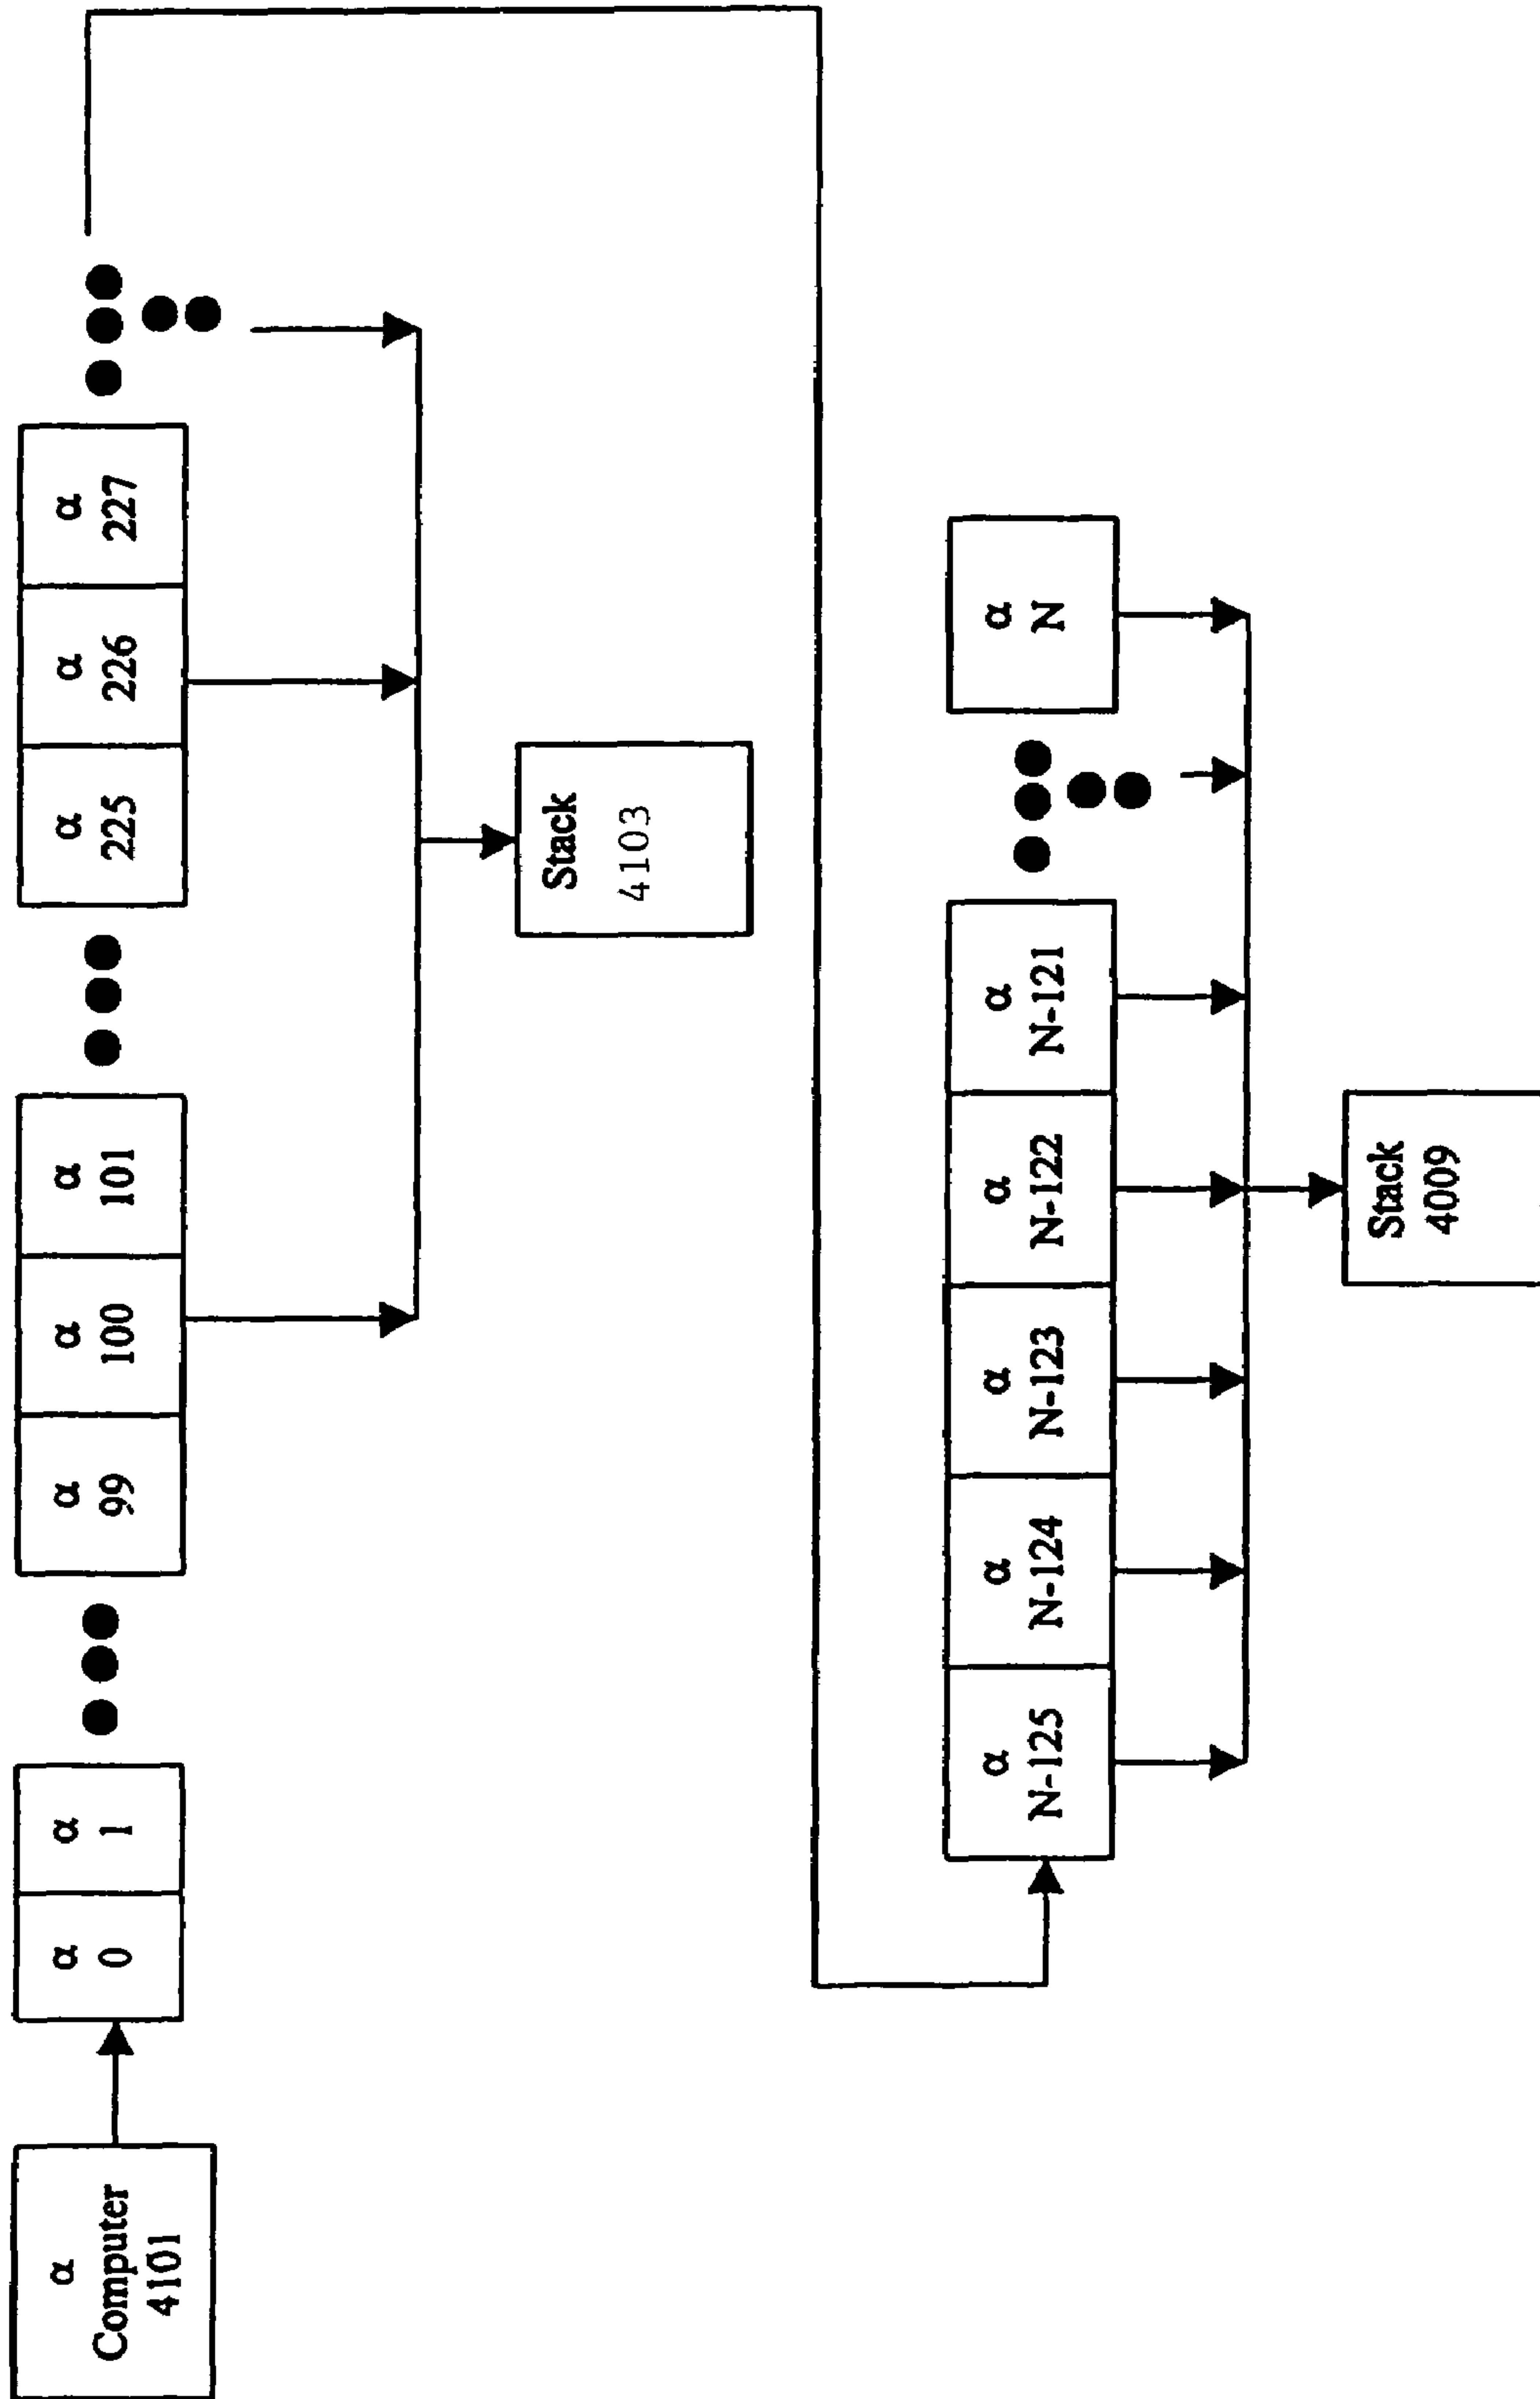 α
Computer
4101
α
0
α
1
α
99
α
100
α
101
α
225
α
226
α
227
Stack
4103
α
N-125
α
N-124
α
N-123
α
N-122
α
N-121
α
N
Stack
4009